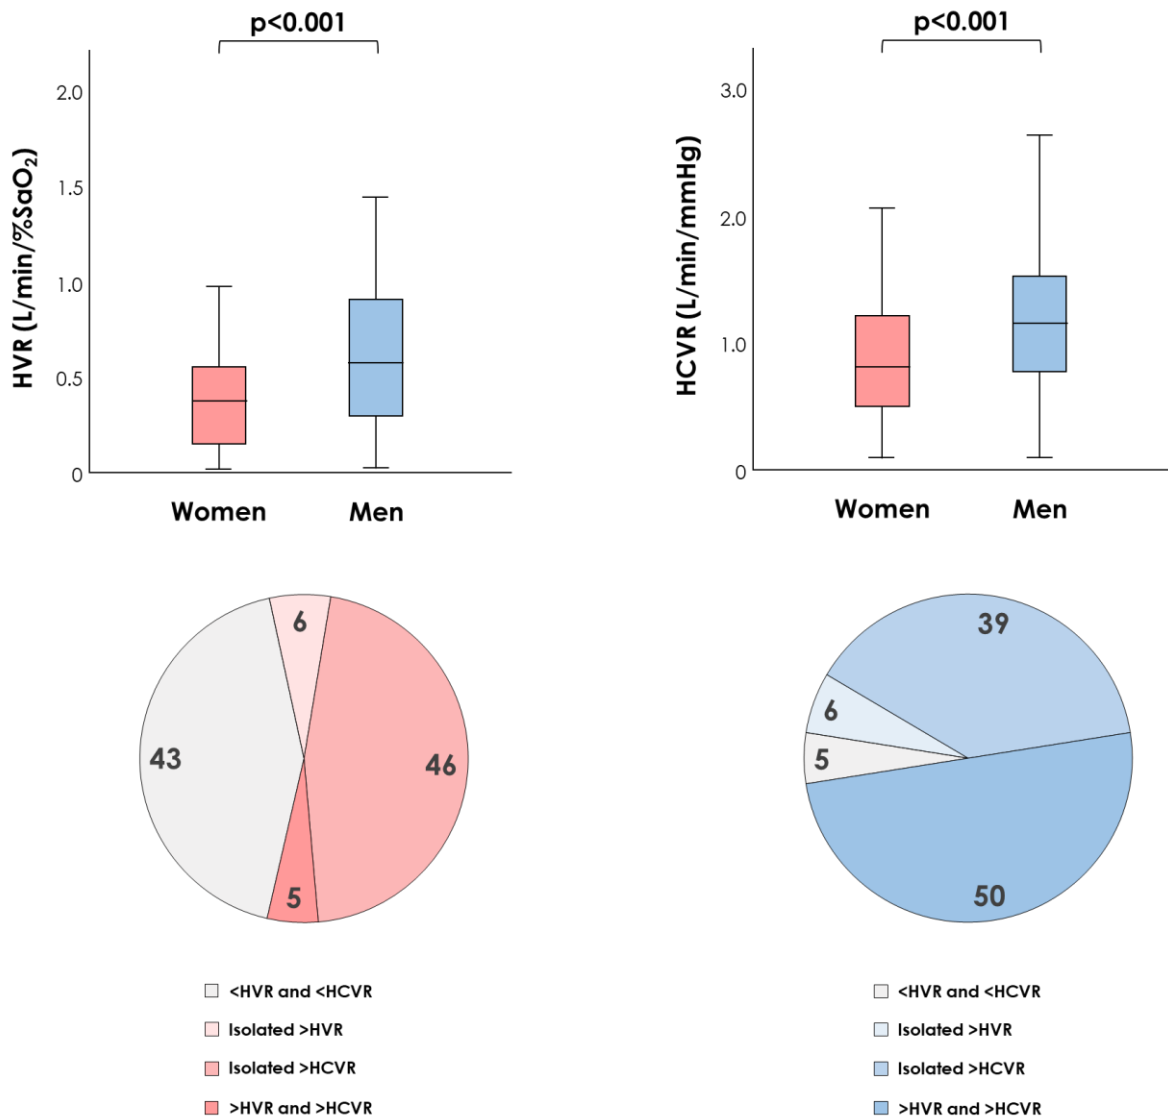 p<0.001
HVR (L/min/%SaO₂)
2.0
1.5
1.0
0.5
0
Women Men
p<0.001
HCVR (L/min/mmHg)
3.0
2.0
1.0
0
Women Men
6
43
46
5
<HVR and <HCVR
Isolated >HVR
Isolated >HCVR
>HVR and >HCVR
39
6
5
50
<HVR and <HCVR
Isolated >HVR
Isolated >HCVR
>HVR and >HCVR